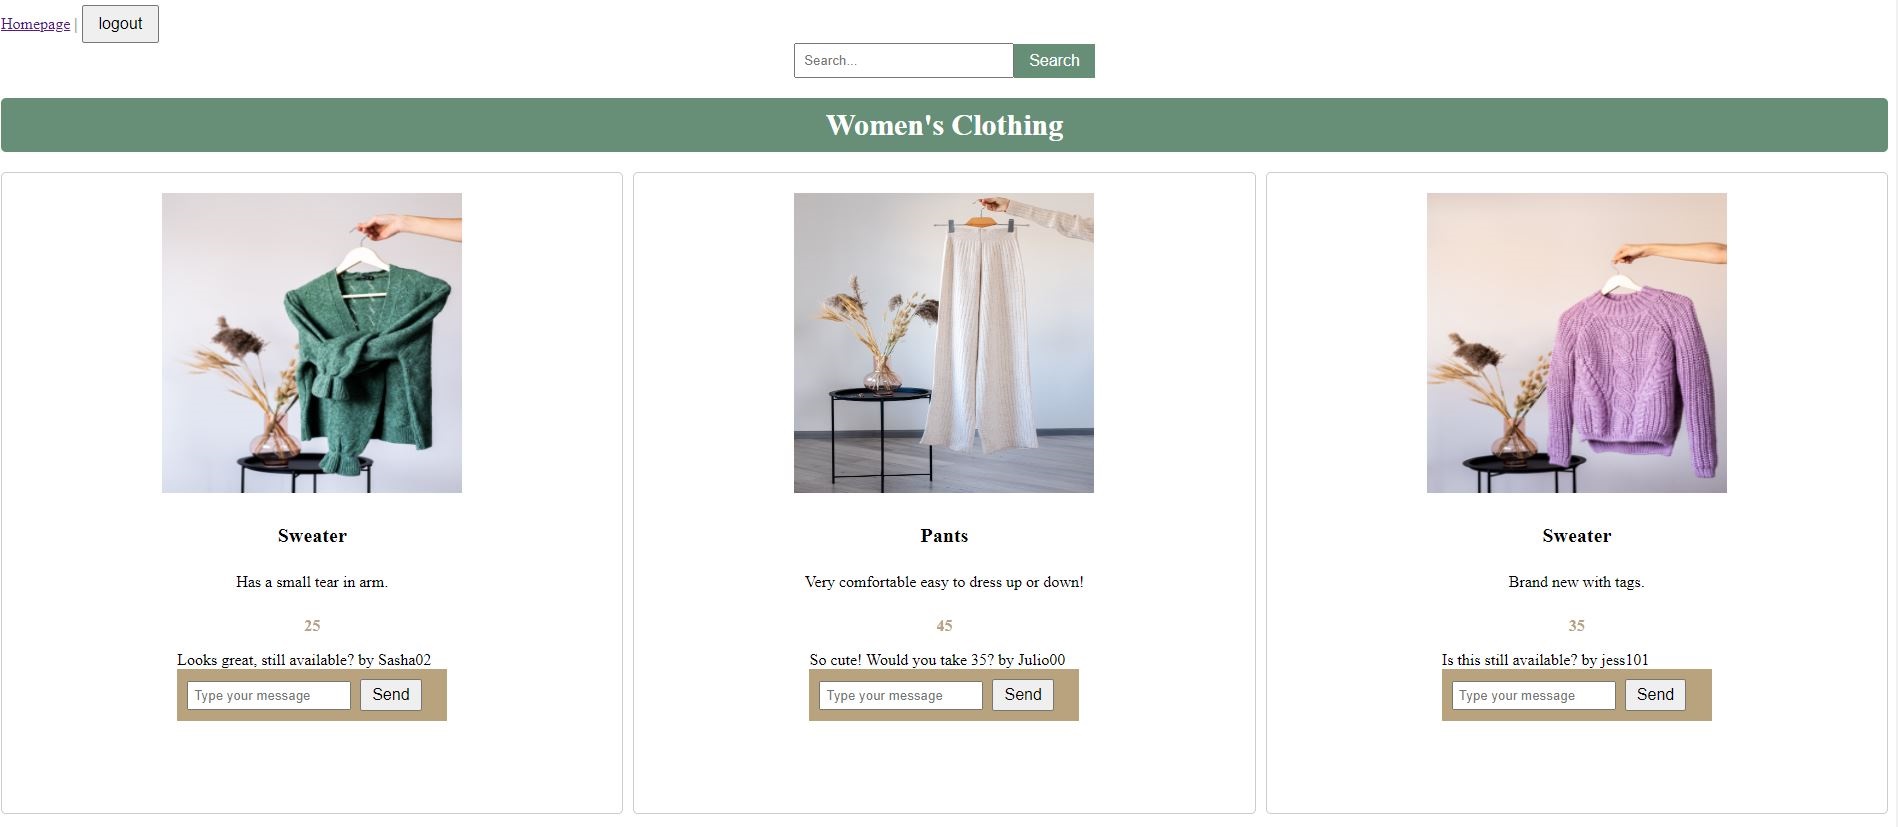 Homepage | logout
Search... Search
Women's Clothing
Sweater
Has a small tear in arm.
25
Looks great, still available? by Sasha02
Type your message Send
Pants
Very comfortable easy to dress up or down!
45
So cute! Would you take 35? by Julio00
Type your message Send
Sweater
Brand new with tags.
35
Is this still available? by jess101
Type your message Send